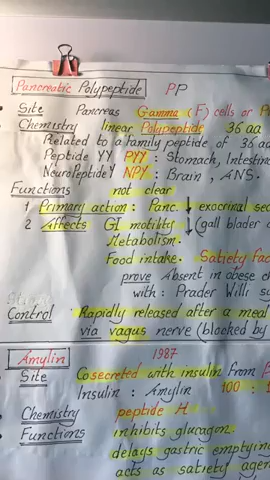 Pancreatic Polypeptide PP
Site Pancreas Gamma (F) cells or
Chemistry linear Polypeptide 36 aa
Related to a family peptide of 36 aa
Peptide YY PYY: Stomach, Intestin
NeuroPeptide Y NPY: Brain, ANS.
Functions not clear
1 Primary action: Panc. ↓ exocrinal sec
2 Affects GI motility ↓ (gall blader
Metabolism.
Food intake. Satiety fac
prove Absent in obese c
with: Prader Willi s
Control Rapidly released after a meal
via vagus nerve (blocked by
Amylin 1987
Site Cosecreted with insulin from
Insulin : Amylin 100 :
Chemistry peptide H
Functions inhibits glucagon.
delays gastric emptyin
acts as satiety agen